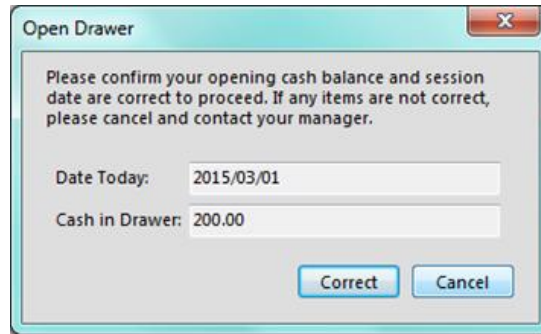 Open Drawer
Please confirm your opening cash balance and session
date are correct to proceed. If any items are not correct,
please cancel and contact your manager.
Date Today: 2015/03/01
Cash in Drawer: 200.00
Correct Cancel